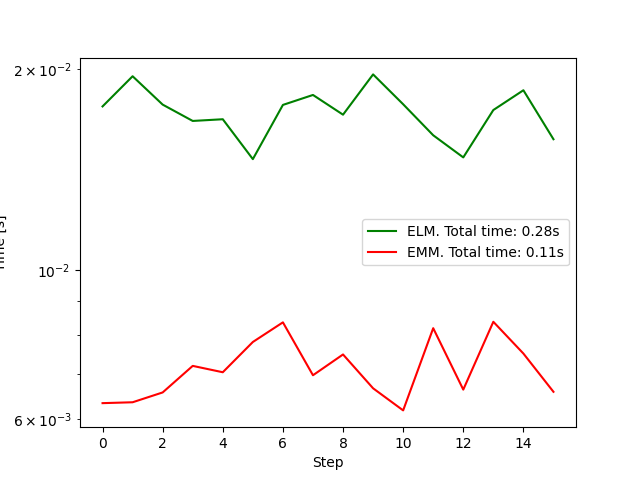 2 × 10⁻²
10⁻²
6 × 10⁻³
ELM. Total time: 0.28s
EMM. Total time: 0.11s
0 2 4 6 8 10 12 14
Step